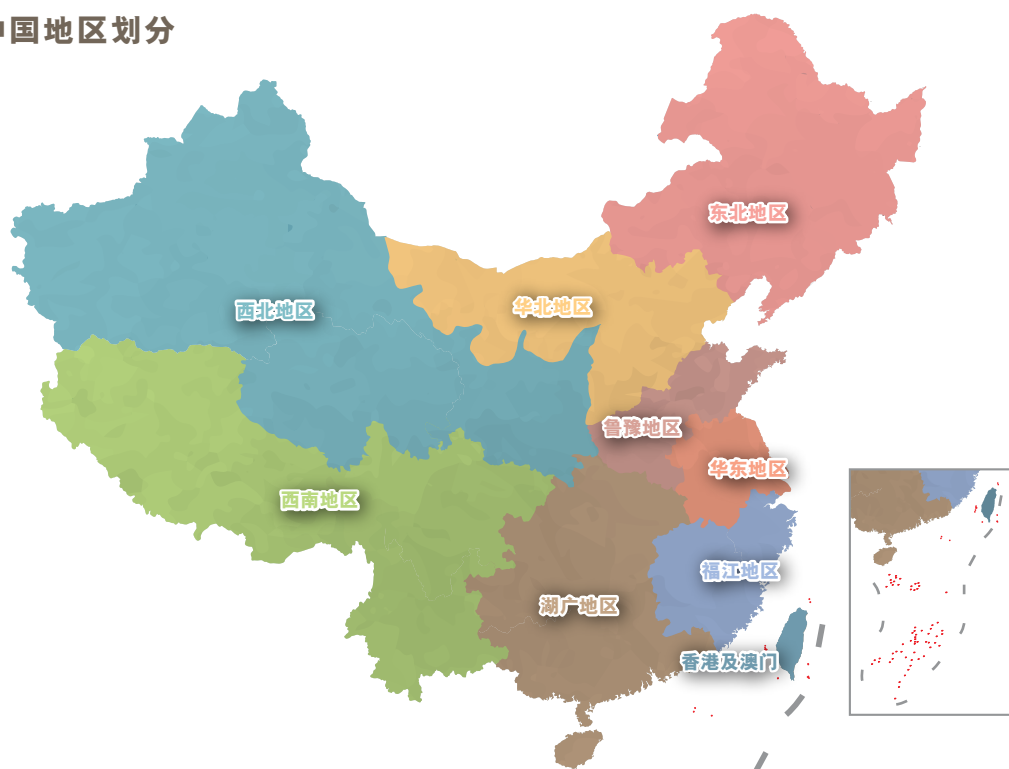 中国地区划分
东北地区
西北地区
华北地区
鲁豫地区
华东地区
西南地区
福江地区
湖广地区
香港及澳门